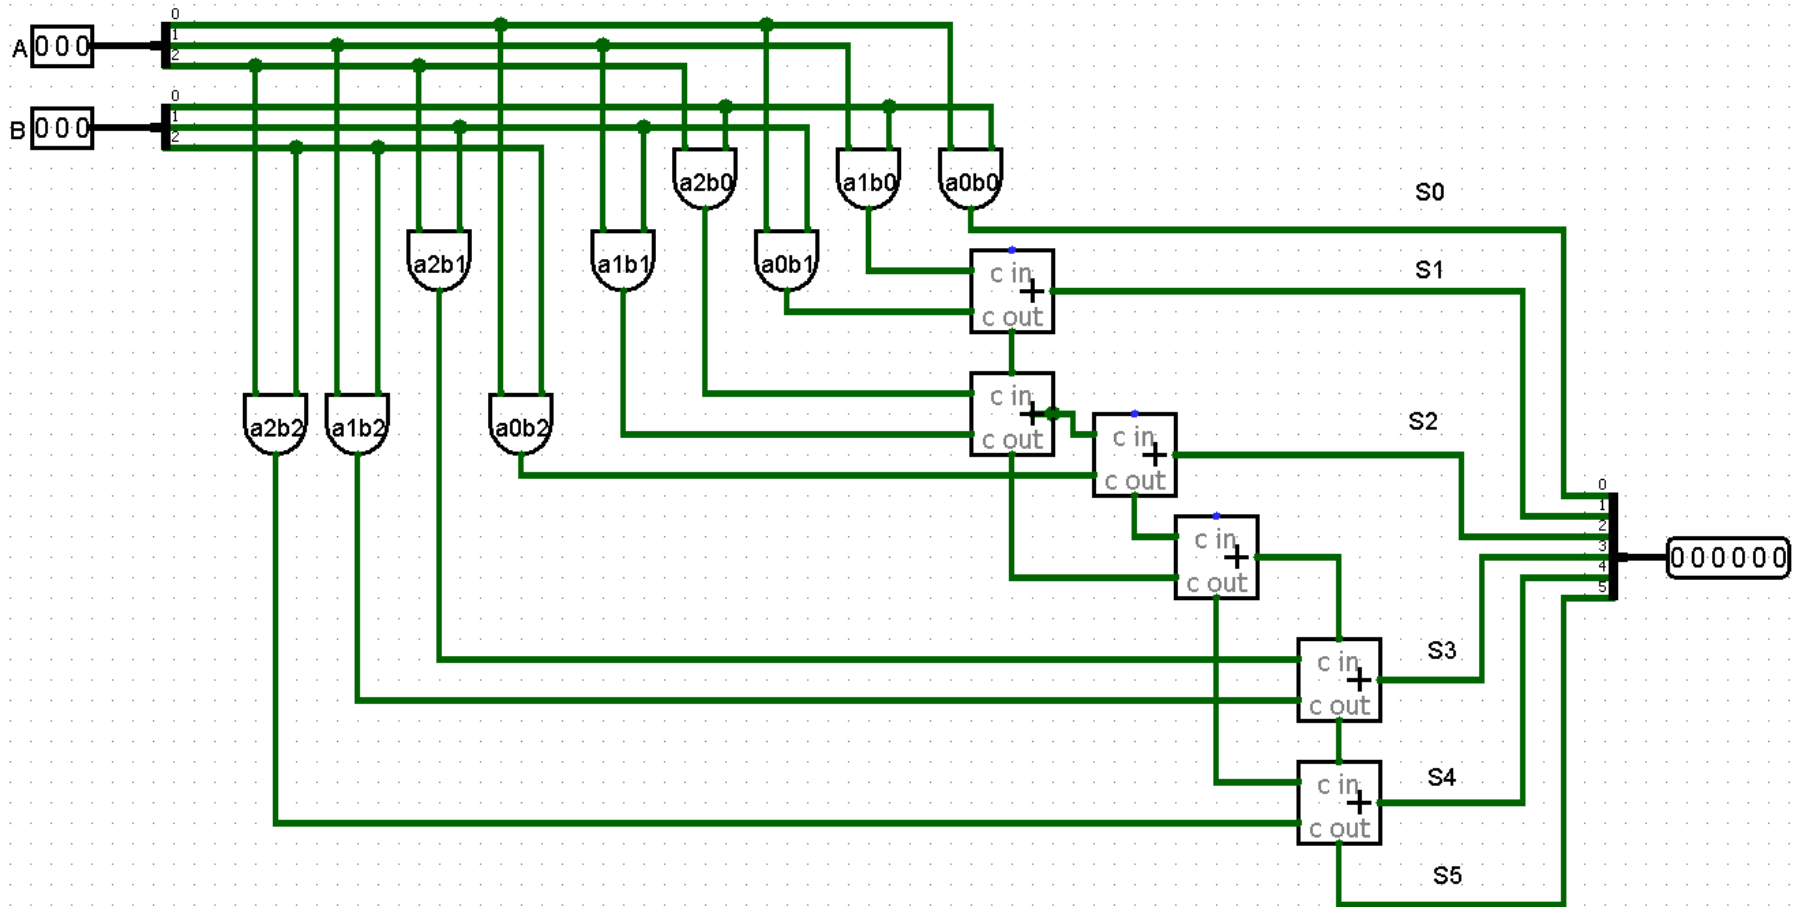 0
A 000 1
2
0
B 000 1
2
a2b0 a1b0 a0b0
S0
a2b1 a1b1 a0b1
c in
S1
+
c out
c in
+
c out
S2
a2b2 a1b2 a0b2
c in
+
c out
0
1
2
3
4
5
000000
c in
+
c out
c in
S3
+
c out
c in
S4
+
c out
S5